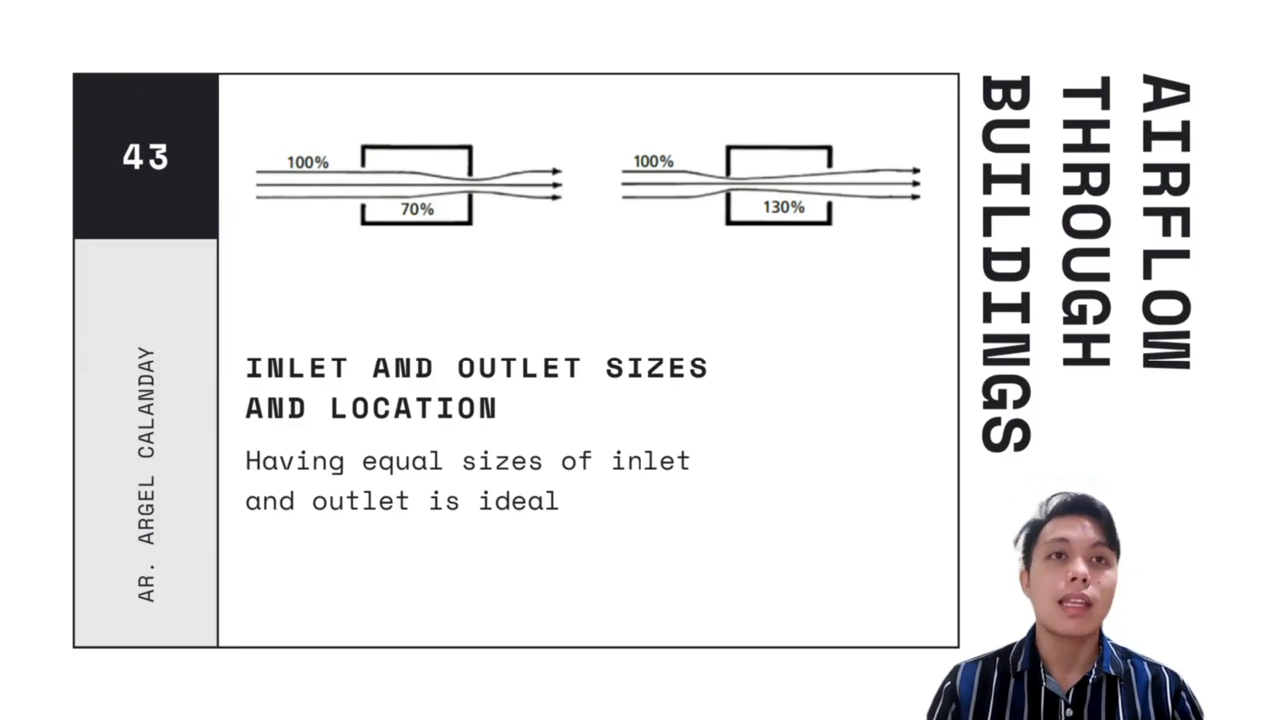 43
AR. ARGEL CALANDAY
100%
70%
100%
130%
INLET AND OUTLET SIZES
AND LOCATION
Having equal sizes of inlet
and outlet is ideal
AIRFLOW
THROUGH
BUILDINGS